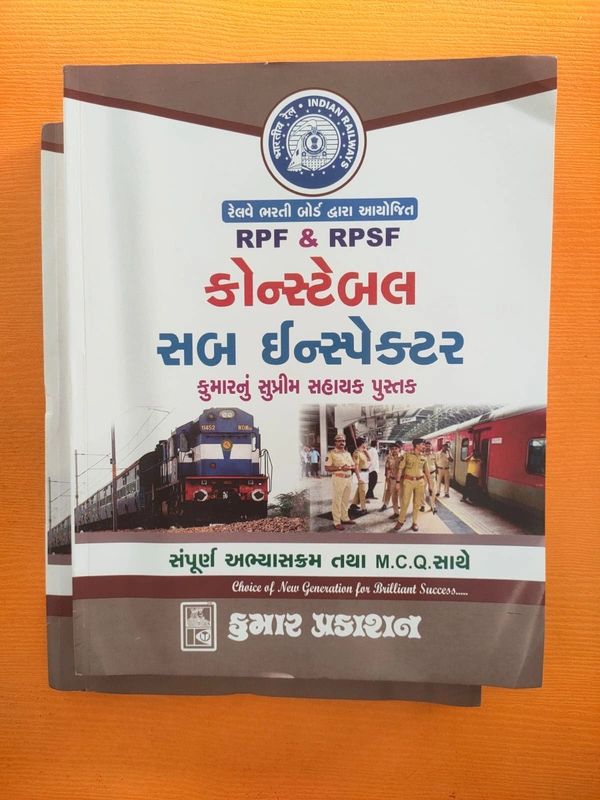 भारतीय रेल • INDIAN RAILWAYS
રેલવે ભરતી બોર્ડ દ્વારા આયોજિત
RPF & RPSF
કોન્સ્ટેબલ
સબ ઈન્સ્પેક્ટર
કુમારનું સુપ્રીમ સહાયક પુસ્તક
11452
સંપૂર્ણ અભ્યાસક્રમ તથા M.C.Q. સાથે
Choice of New Generation for Brilliant Success.....
કુમાર પ્રકાશન